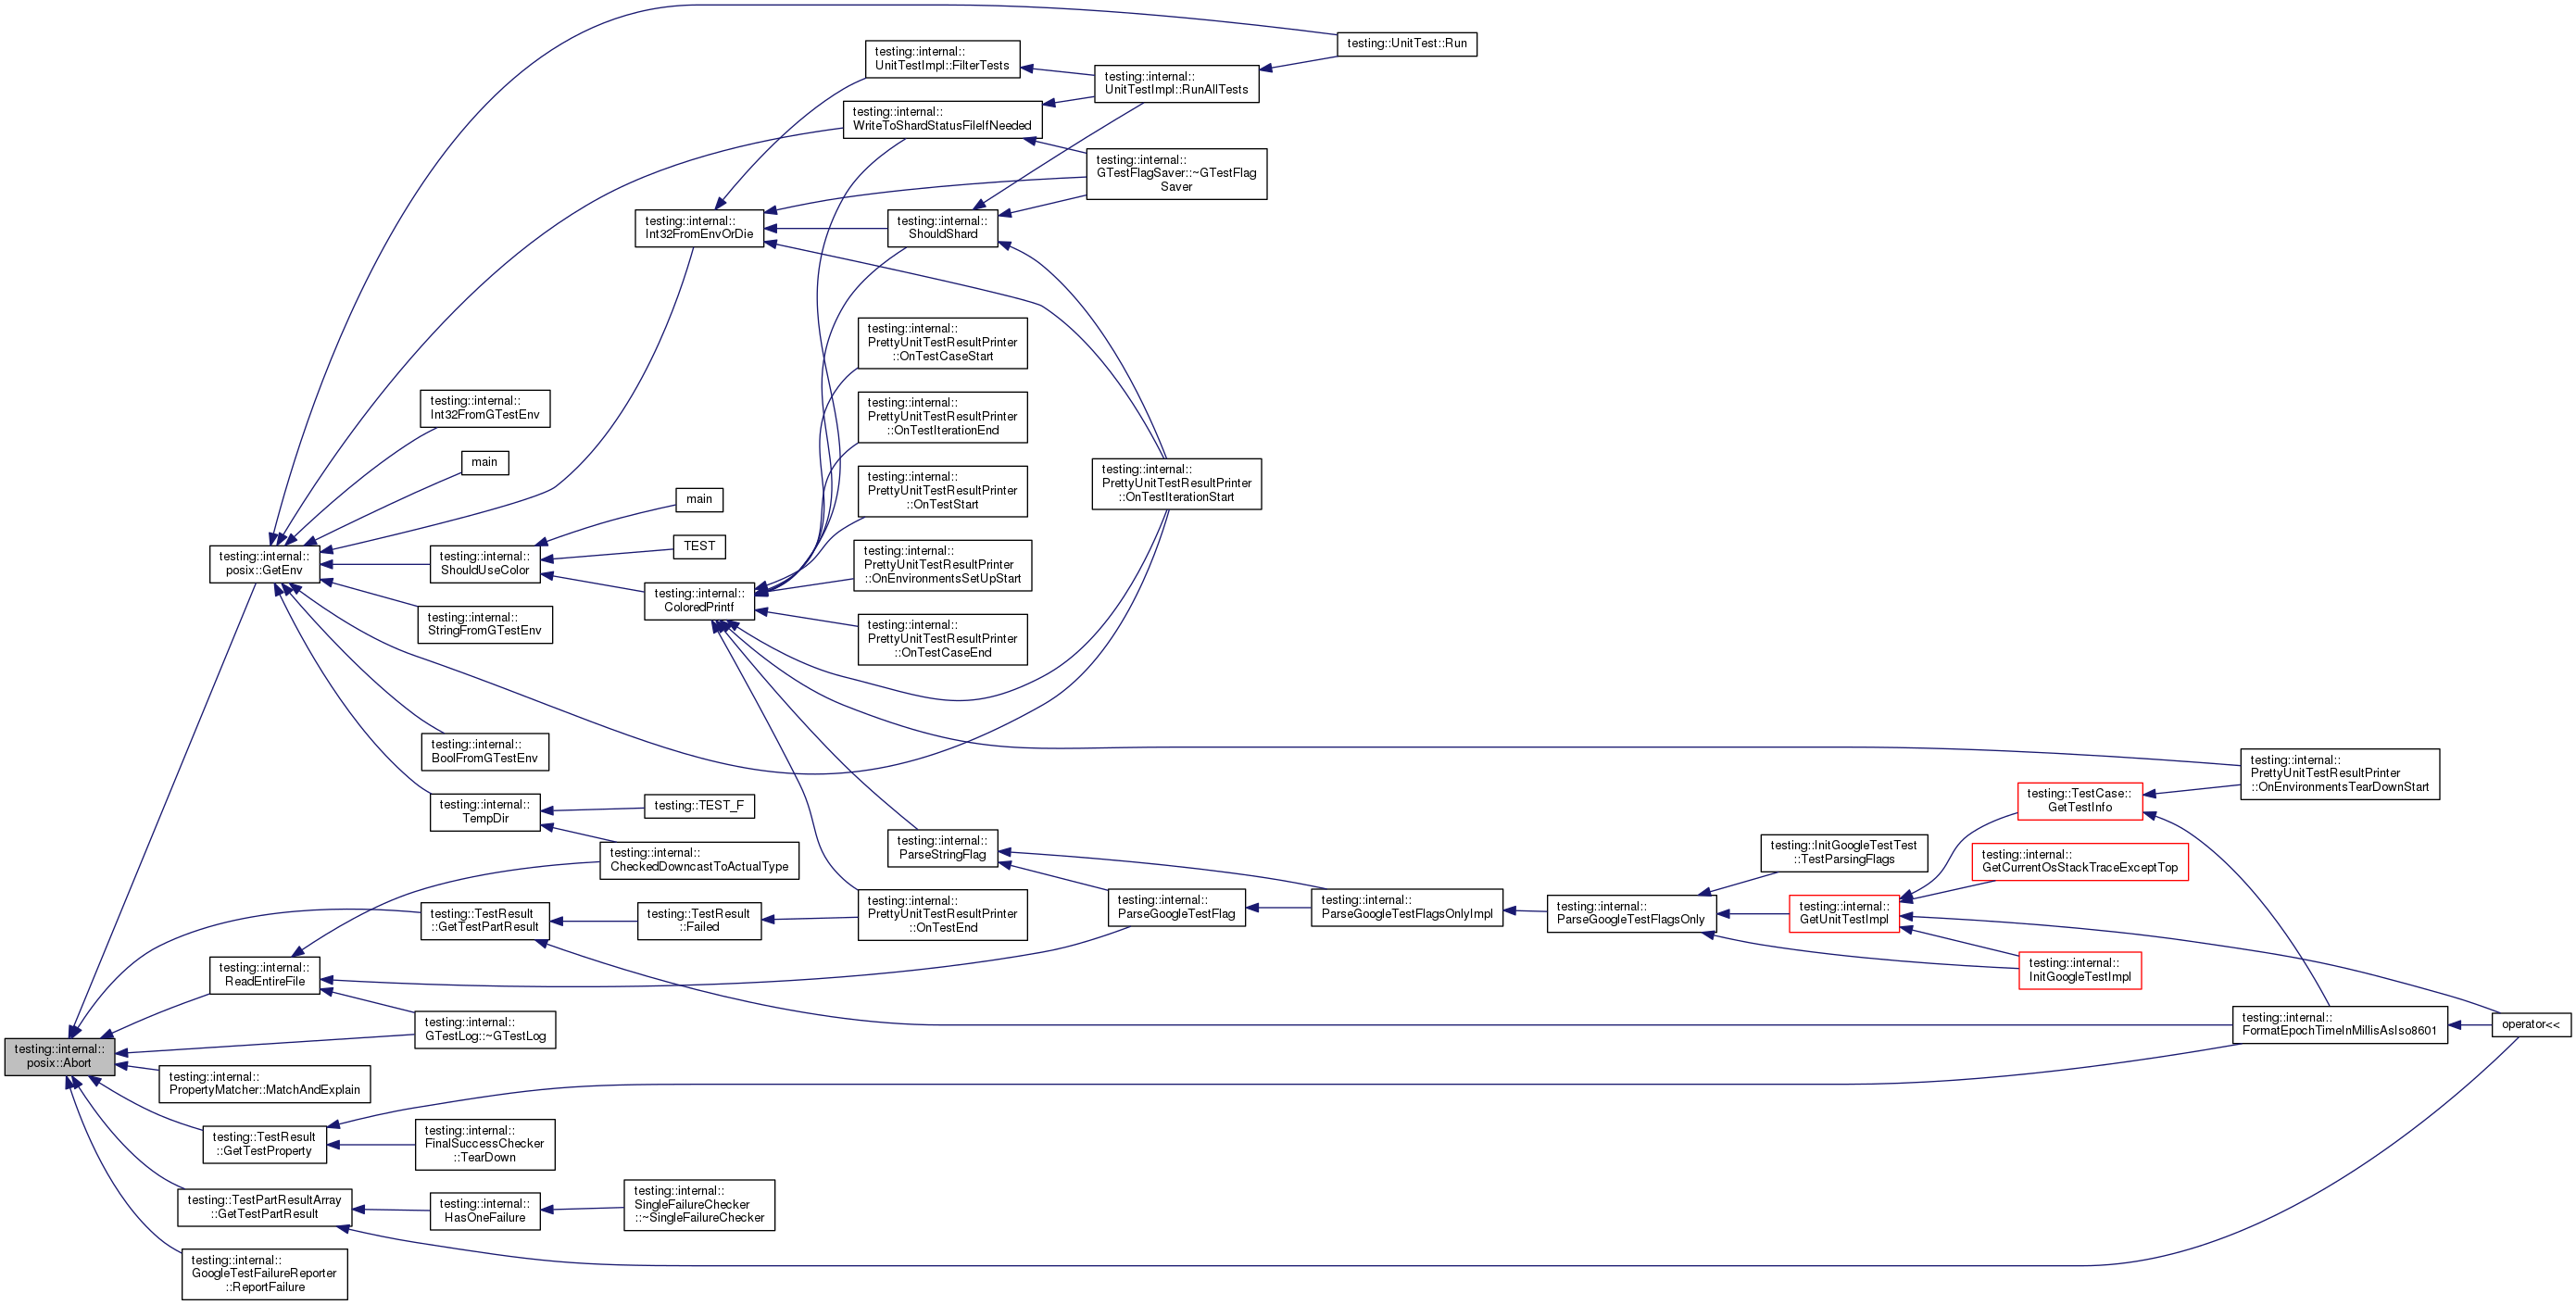 testing::UnitTest::Run
testing::internal::
UnitTestImpl::FilterTests
testing::internal::
UnitTestImpl::RunAllTests
testing::internal::
WriteToShardStatusFileIfNeeded
testing::internal::
GTestFlagSaver::~GTestFlag
Saver
testing::internal::
Int32FromEnvOrDie
testing::internal::
ShouldShard
testing::internal::
PrettyUnitTestResultPrinter
::OnTestCaseStart
testing::internal::
Int32FromGTestEnv
testing::internal::
PrettyUnitTestResultPrinter
::OnTestIterationEnd
main
testing::internal::
PrettyUnitTestResultPrinter
::OnTestIterationStart
main
testing::internal::
PrettyUnitTestResultPrinter
::OnTestStart
TEST
testing::internal::
posix::GetEnv
testing::internal::
ShouldUseColor
testing::internal::
PrettyUnitTestResultPrinter
::OnEnvironmentsSetUpStart
testing::internal::
ColoredPrintf
testing::internal::
StringFromGTestEnv
testing::internal::
PrettyUnitTestResultPrinter
::OnTestCaseEnd
testing::internal::
BoolFromGTestEnv
testing::internal::
PrettyUnitTestResultPrinter
::OnEnvironmentsTearDownStart
testing::TestCase::
GetTestInfo
testing::internal::
TempDir
testing::TEST_F
testing::internal::
CheckedDowncastToActualType
testing::internal::
ParseStringFlag
testing::InitGoogleTestTest
::TestParsingFlags
testing::internal::
GetCurrentOsStackTraceExceptTop
testing::TestResult
::GetTestPartResult
testing::TestResult
::Failed
testing::internal::
PrettyUnitTestResultPrinter
::OnTestEnd
testing::internal::
ParseGoogleTestFlag
testing::internal::
ParseGoogleTestFlagsOnlyImpl
testing::internal::
ParseGoogleTestFlagsOnly
testing::internal::
GetUnitTestImpl
testing::internal::
ReadEntireFile
testing::internal::
InitGoogleTestImpl
testing::internal::
GTestLog::~GTestLog
testing::internal::
FormatEpochTimeInMillisAsIso8601
operator<<
testing::internal::
posix::Abort
testing::internal::
PropertyMatcher::MatchAndExplain
testing::TestResult
::GetTestProperty
testing::internal::
FinalSuccessChecker
::TearDown
testing::TestPartResultArray
::GetTestPartResult
testing::internal::
HasOneFailure
testing::internal::
SingleFailureChecker
::~SingleFailureChecker
testing::internal::
GoogleTestFailureReporter
::ReportFailure